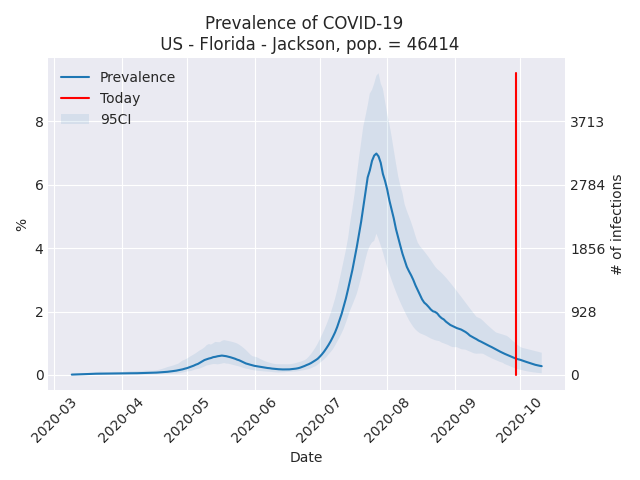 Prevalence of COVID-19
US - Florida - Jackson, pop. = 46414
Prevalence
Today
95CI
%
8
6
4
2
0
3713
2784
1856
928
0
# of infections
2020-03
2020-04
2020-05
2020-06
2020-07
2020-08
2020-09
2020-10
Date